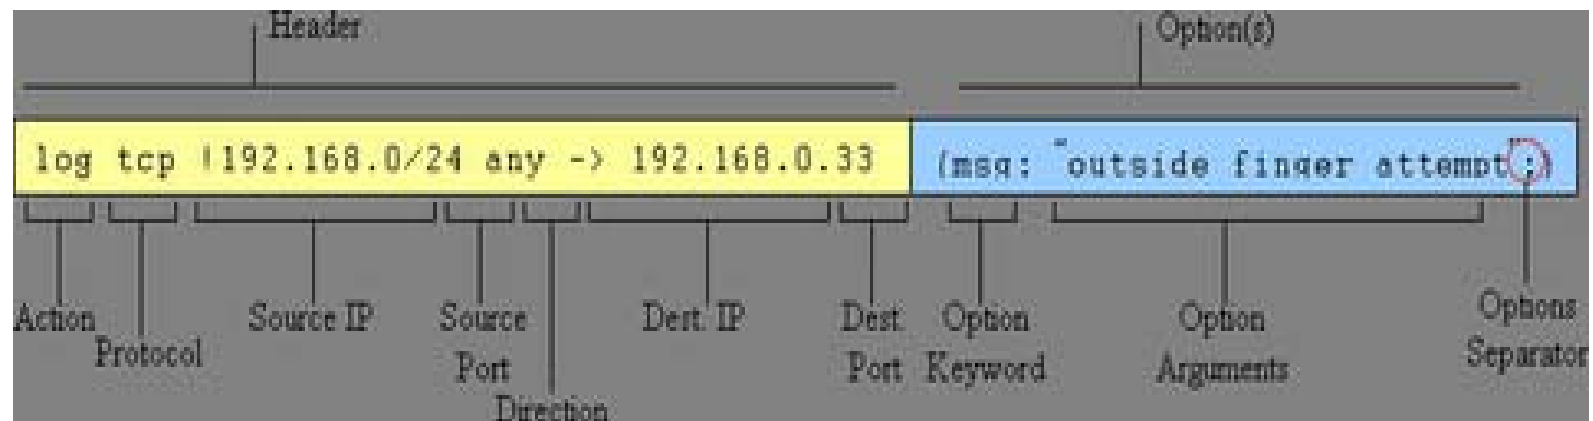 Header Option(s)
log tcp !192.168.0/24 any -> 192.168.0.33 (msg: "outside finger attempt";)
Action Source IP Source Dest. IP Dest. Option Option Options
Protocol Port Port Keyword Arguments Separator
Direction